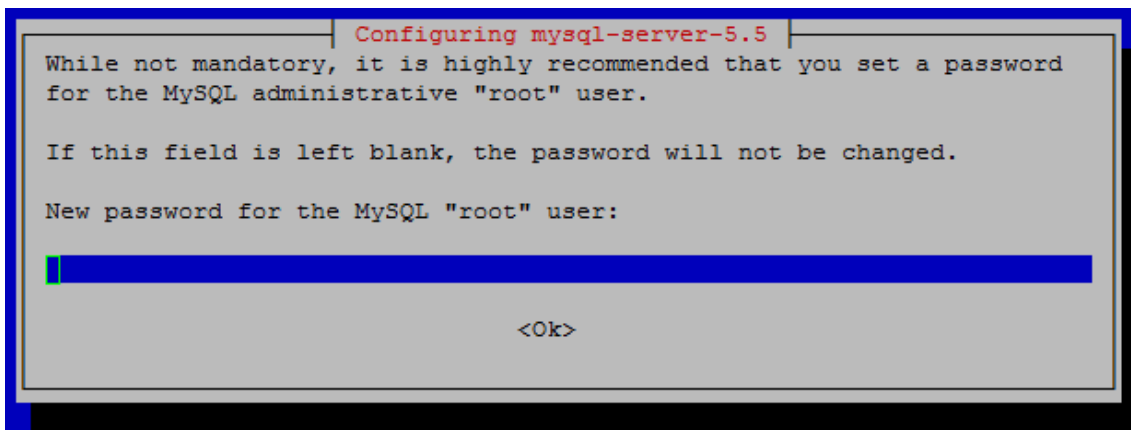 Configuring mysql-server-5.5
While not mandatory, it is highly recommended that you set a password
for the MySQL administrative "root" user.
If this field is left blank, the password will not be changed.
New password for the MySQL "root" user:
<Ok>